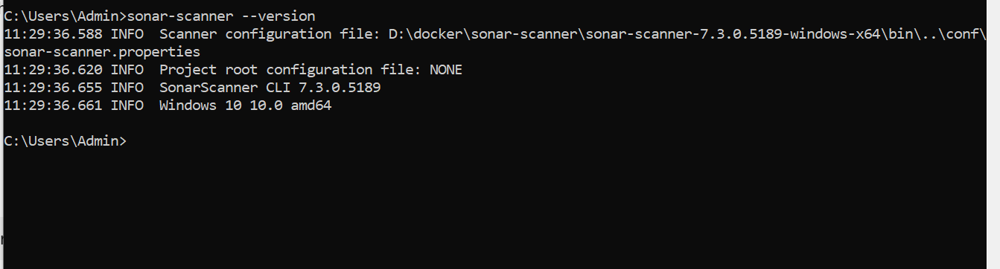 C:\Users\Admin>sonar-scanner --version
11:29:36.588 INFO  Scanner configuration file: D:\docker\sonar-scanner\sonar-scanner-7.3.0.5189-windows-x64\bin\..\conf\
sonar-scanner.properties
11:29:36.620 INFO  Project root configuration file: NONE
11:29:36.655 INFO  SonarScanner CLI 7.3.0.5189
11:29:36.661 INFO  Windows 10 10.0 amd64
C:\Users\Admin>